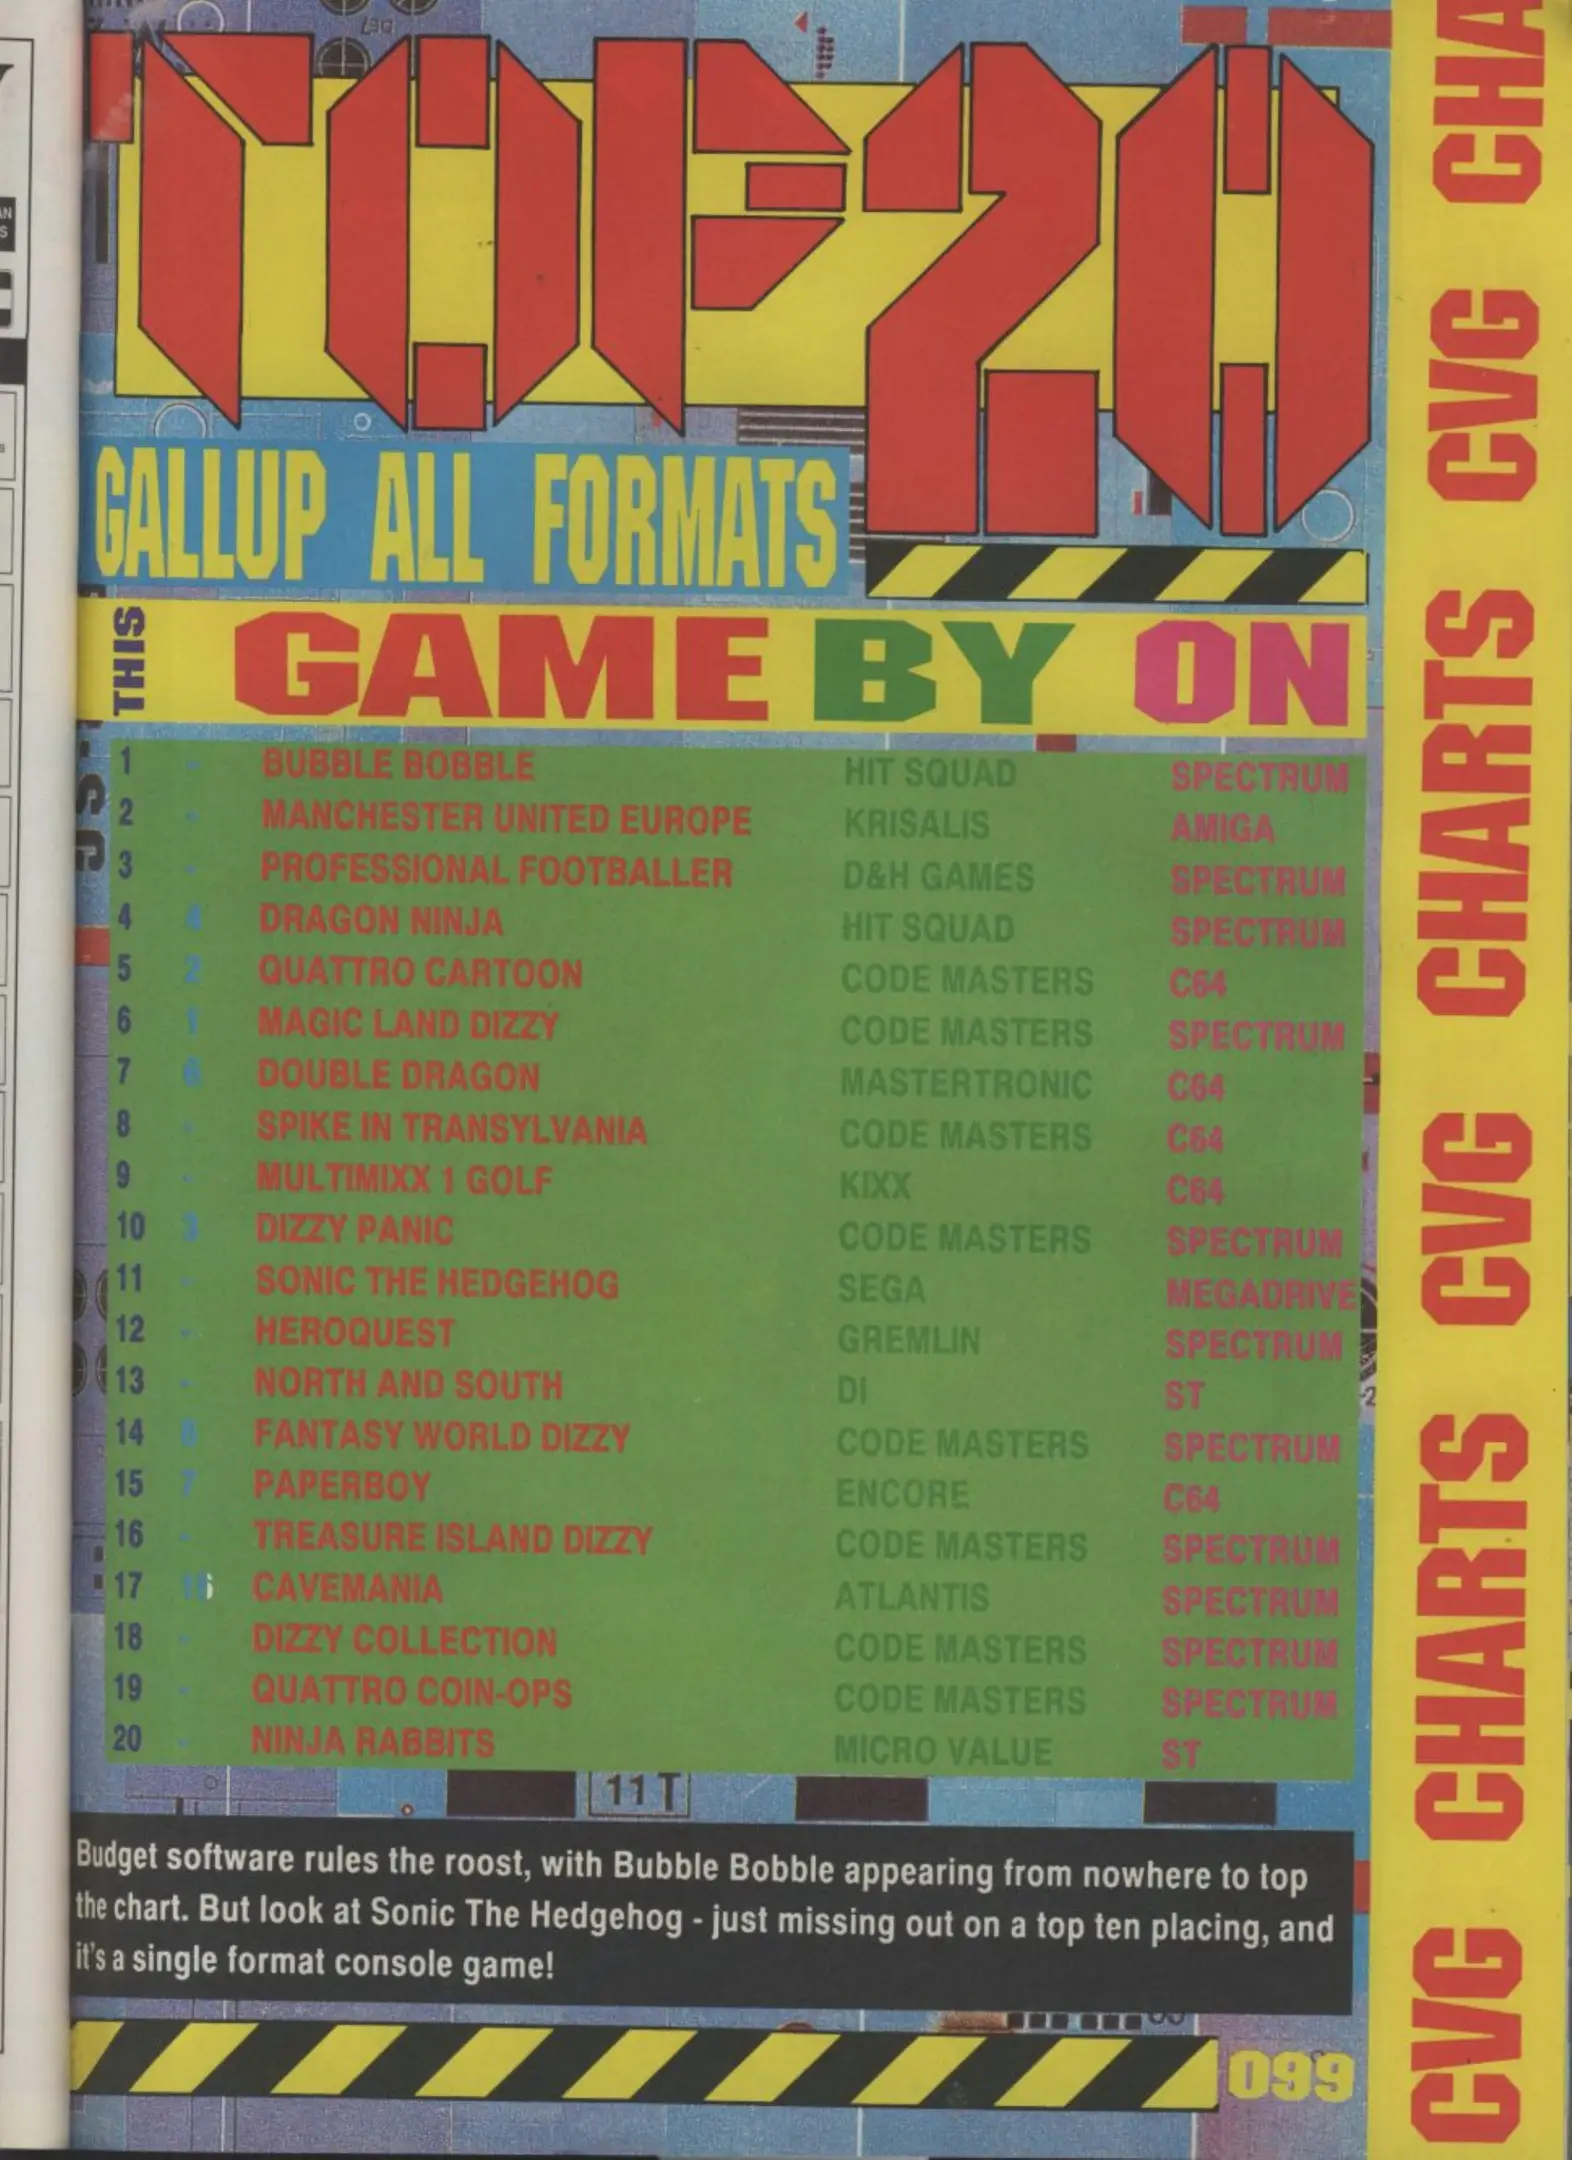 TOP 20
GALLUP ALL FORMATS
THIS GAME BY ON
1 - BUBBLE BOBBLE HIT SQUAD SPECTRUM
2 - MANCHESTER UNITED EUROPE KRISALIS AMIGA
3 - PROFESSIONAL FOOTBALLER D&H GAMES SPECTRUM
4 4 DRAGON NINJA HIT SQUAD SPECTRUM
5 2 QUATTRO CARTOON CODE MASTERS C64
6 1 MAGIC LAND DIZZY CODE MASTERS SPECTRUM
7 6 DOUBLE DRAGON MASTERTRONIC C64
8 - SPIKE IN TRANSYLVANIA CODE MASTERS C64
9 - MULTIMIXX 1 GOLF KIXX C64
10 3 DIZZY PANIC CODE MASTERS SPECTRUM
11 - SONIC THE HEDGEHOG SEGA MEGADRIVE
12 - HEROQUEST GREMLIN SPECTRUM
13 - NORTH AND SOUTH DI ST
14 8 FANTASY WORLD DIZZY CODE MASTERS SPECTRUM
15 7 PAPERBOY ENCORE C64
16 - TREASURE ISLAND DIZZY CODE MASTERS SPECTRUM
17 16 CAVEMANIA ATLANTIS SPECTRUM
18 - DIZZY COLLECTION CODE MASTERS SPECTRUM
19 - QUATTRO COIN-OPS CODE MASTERS SPECTRUM
20 - NINJA RABBITS MICRO VALUE ST
11 T
Budget software rules the roost, with Bubble Bobble appearing from nowhere to top
the chart. But look at Sonic The Hedgehog - just missing out on a top ten placing, and
it's a single format console game!
099
CVG CHARTS CVG CHARTS CVG CHA